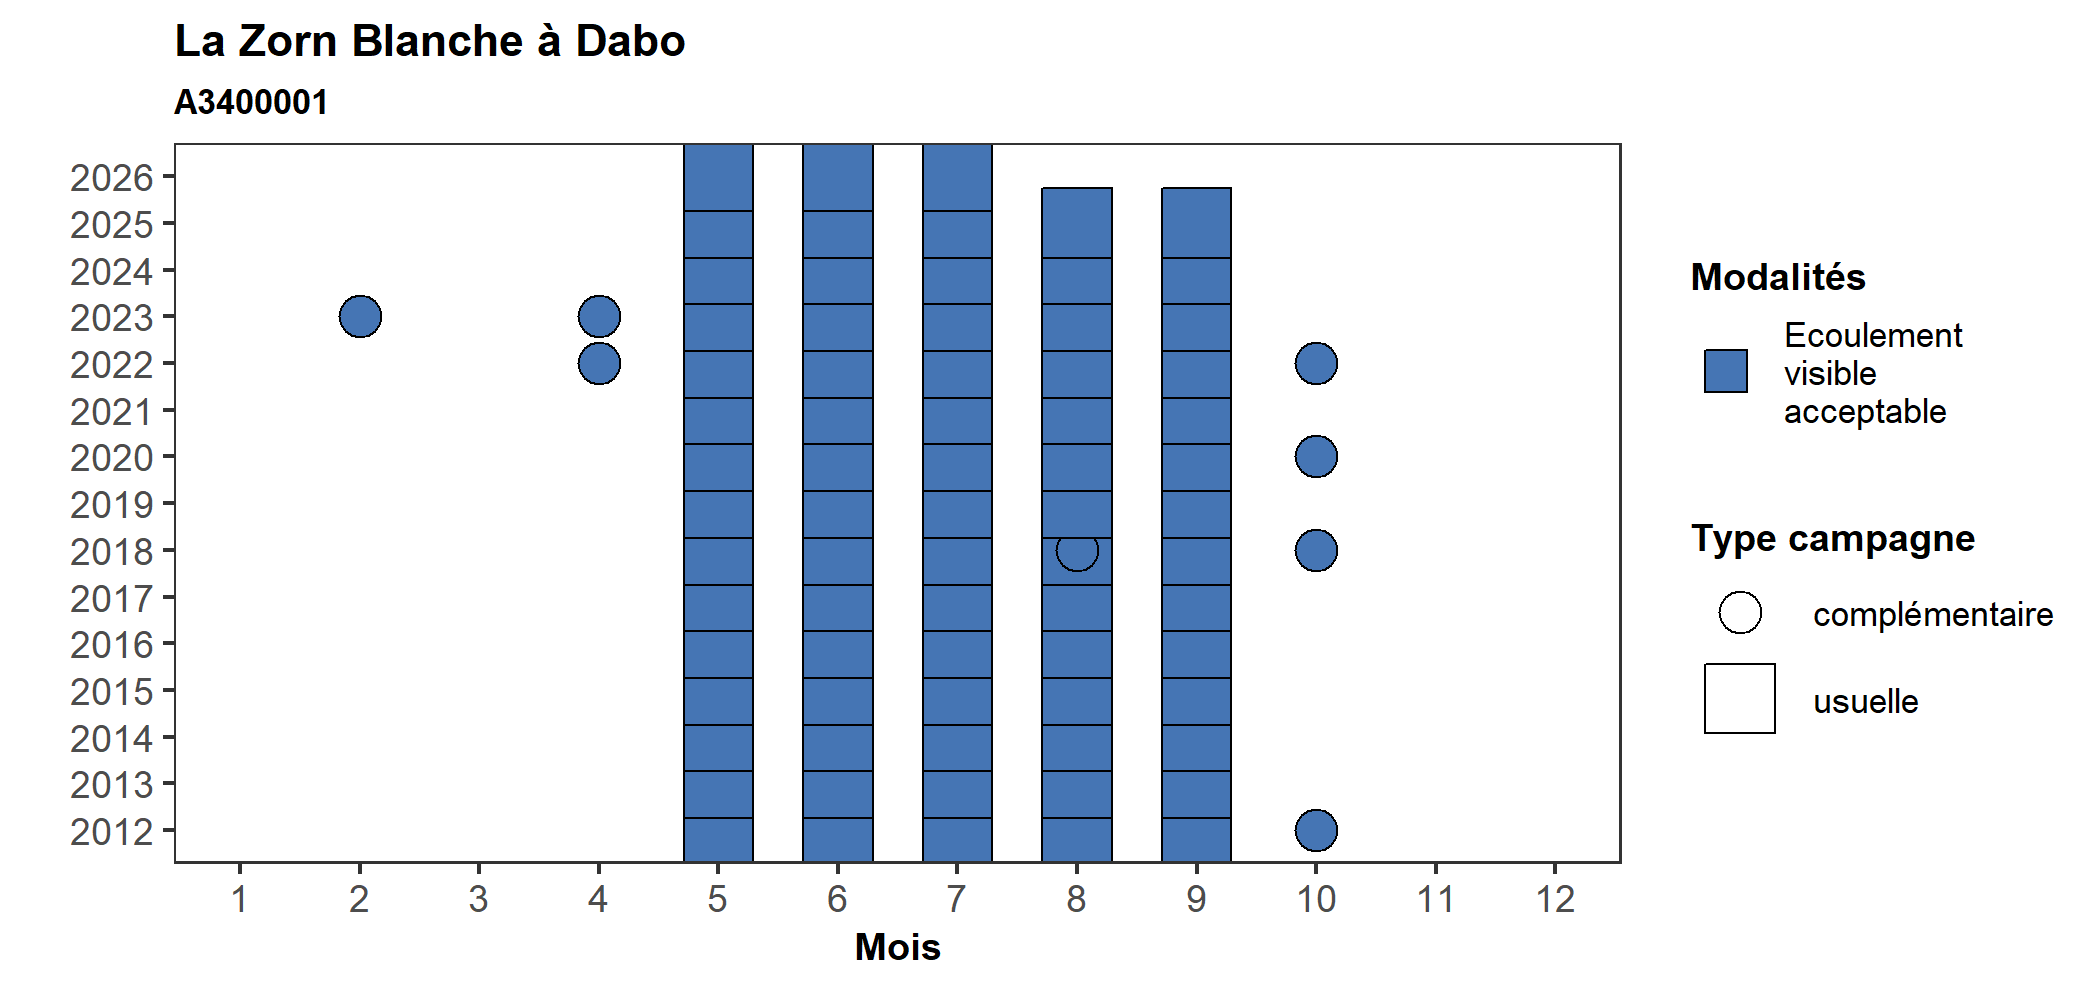 La Zorn Blanche à Dabo
A3400001
2026
2025
2024
2023
2022
2021
2020
2019
2018
2017
2016
2015
2014
2013
2012
1 2 3 4 5 6 7 8 9 10 11 12
Mois
Modalités
Ecoulement
visible
acceptable
Type campagne
complémentaire
usuelle